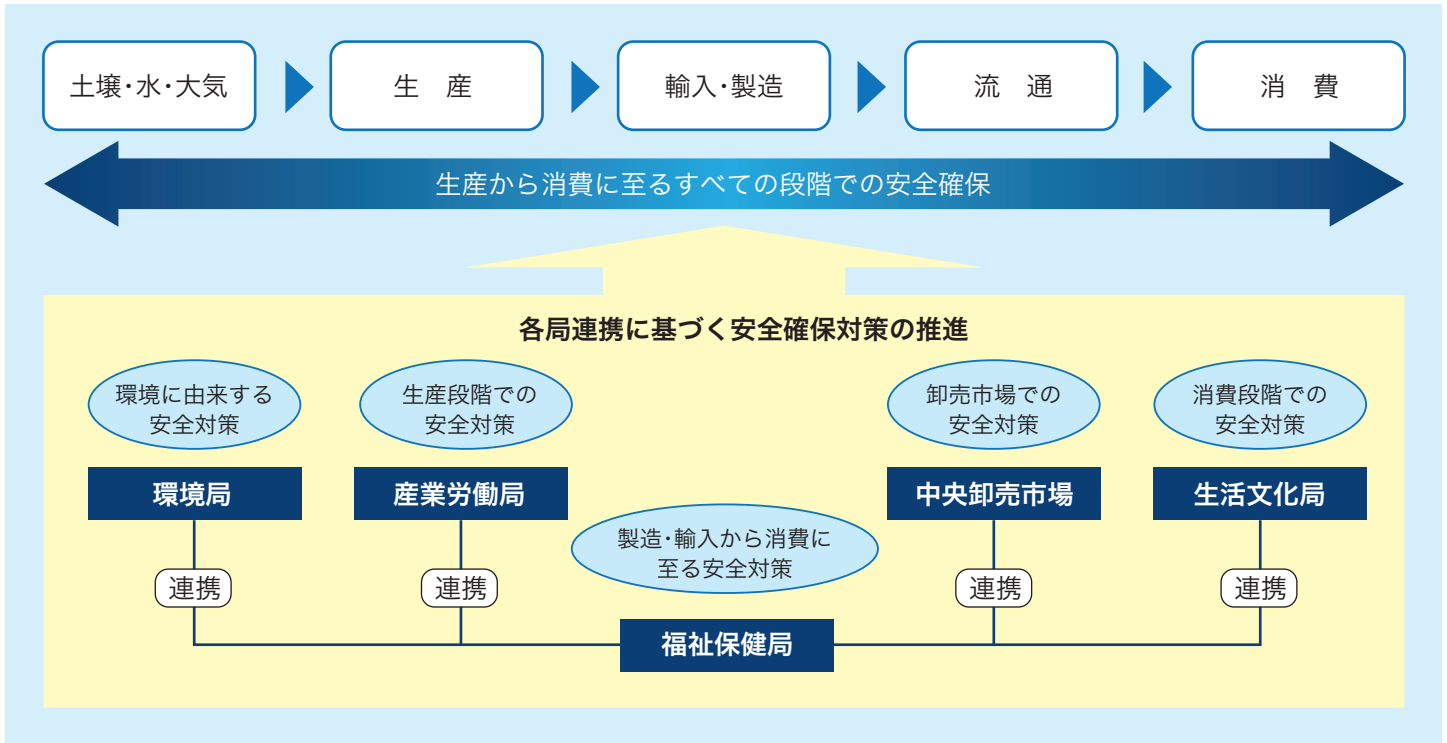 土壌・水・大気
生　産
輸入・製造
流　通
消　費
生産から消費に至るすべての段階での安全確保
各局連携に基づく安全確保対策の推進
環境に由来する
安全対策
生産段階での
安全対策
卸売市場での
安全対策
消費段階での
安全対策
環境局
産業労働局
中央卸売市場
生活文化局
製造・輸入から消費に
至る安全対策
連携
連携
連携
連携
福祉保健局